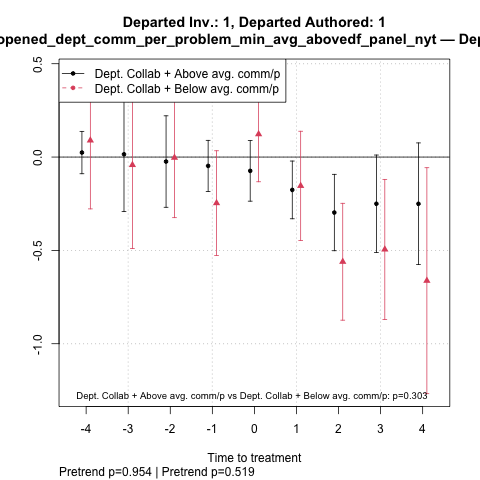 Departed Inv.: 1, Departed Authored: 1
opened_dept_comm_per_problem_min_avg_abovedf_panel_nyt — Dep
0.5
Dept. Collab + Above avg. comm/p
Dept. Collab + Below avg. comm/p
0.0
-0.5
-1.0
Dept. Collab + Above avg. comm/p vs Dept. Collab + Below avg. comm/p: p=0.303
-4 -3 -2 -1 0 1 2 3 4
Time to treatment
Pretrend p=0.954 | Pretrend p=0.519